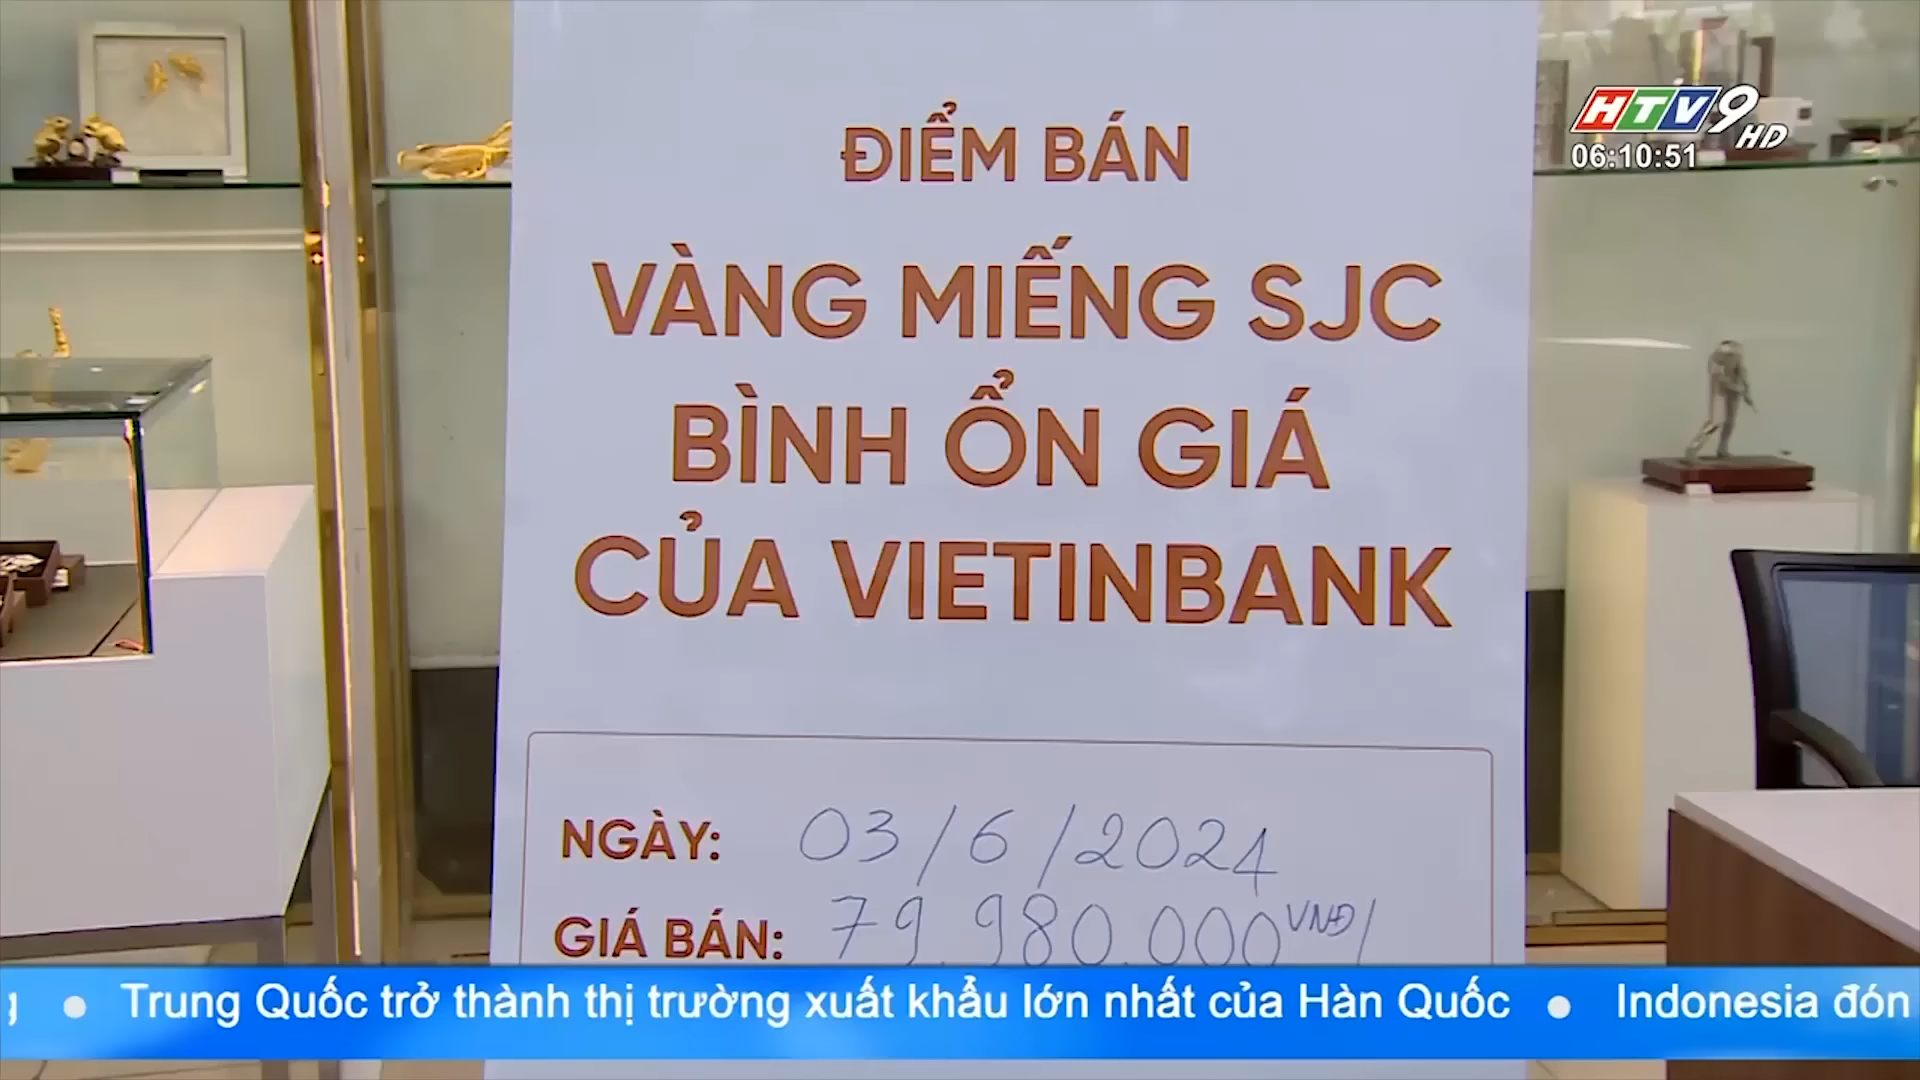 HTV9 HD
06:10:51
ĐIỂM BÁN
VÀNG MIẾNG SJC
BÌNH ỔN GIÁ
CỦA VIETINBANK
NGÀY: 03/6/2024
GIÁ BÁN: 79.980.000 VNĐ/
g • Trung Quốc trở thành thị trường xuất khẩu lớn nhất của Hàn Quốc • Indonesia đón